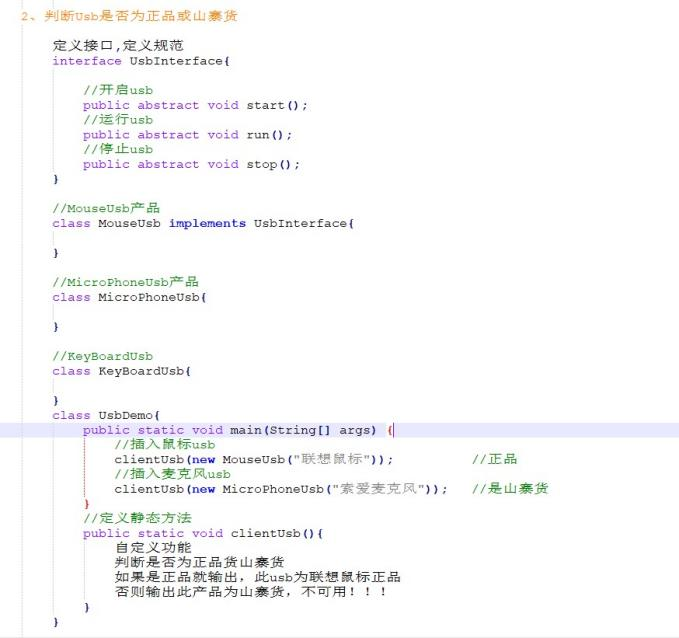 2、判断Usb是否为正品或山寨货
定义接口,定义规范
interface UsbInterface{
//开启usb
public abstract void start();
//运行usb
public abstract void run();
//停止usb
public abstract void stop();
}
//MouseUsb产品
class MouseUsb implements UsbInterface{
}
//MicroPhoneUsb产品
class MicroPhoneUsb{
}
//KeyBoardUsb
class KeyBoardUsb{
}
class UsbDemo{
public static void main(String[] args) {
//插入鼠标usb
clientUsb(new MouseUsb("联想鼠标")); //正品
//插入麦克风usb
clientUsb(new MicroPhoneUsb("索爱麦克风")); //是山寨货
}
//定义静态方法
public static void clientUsb(){
自定义功能
判断是否为正品货山寨货
如果是正品就输出，此usb为联想鼠标正品
否则输出此产品为山寨货，不可用！！！
}
}